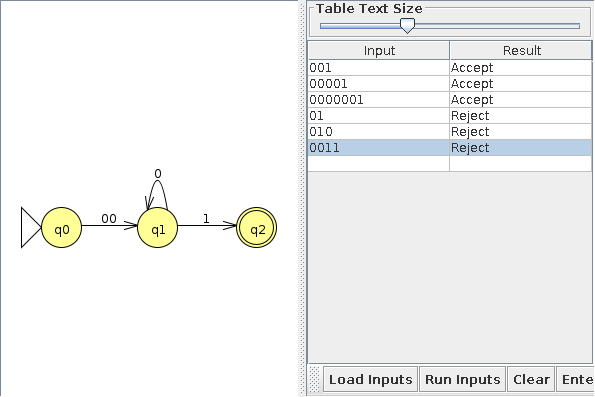 Table Text Size
Input Result
001 Accept
00001 Accept
0000001 Accept
01 Reject
010 Reject
0011 Reject
0
q0 00 q1 1 q2
Load Inputs Run Inputs Clear Ente